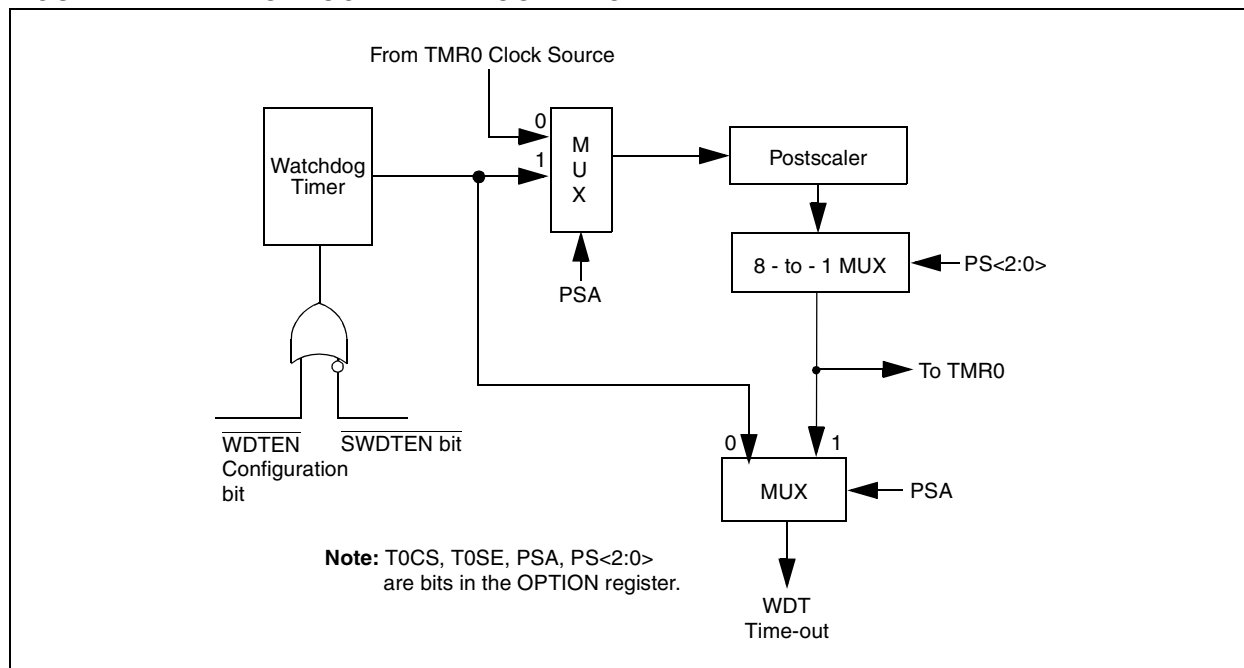 From TMR0 Clock Source
0
1
M
U
X
Watchdog
Timer
Postscaler
PSA
8 - to - 1 MUX
PS<2:0>
To TMR0
WDTEN
Configuration
bit
SWDTEN bit
0
1
MUX
PSA
Note: T0CS, T0SE, PSA, PS<2:0>
are bits in the OPTION register.
WDT
Time-out